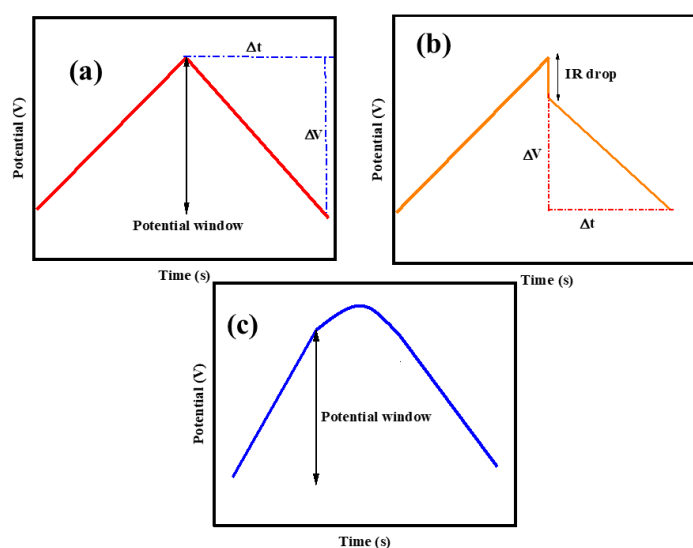 (a)
Δt
ΔV
Potential window
Potential (V)
Time (s)
(b)
IR drop
ΔV
Δt
Potential (V)
Time (s)
(c)
Potential window
Potential (V)
Time (s)